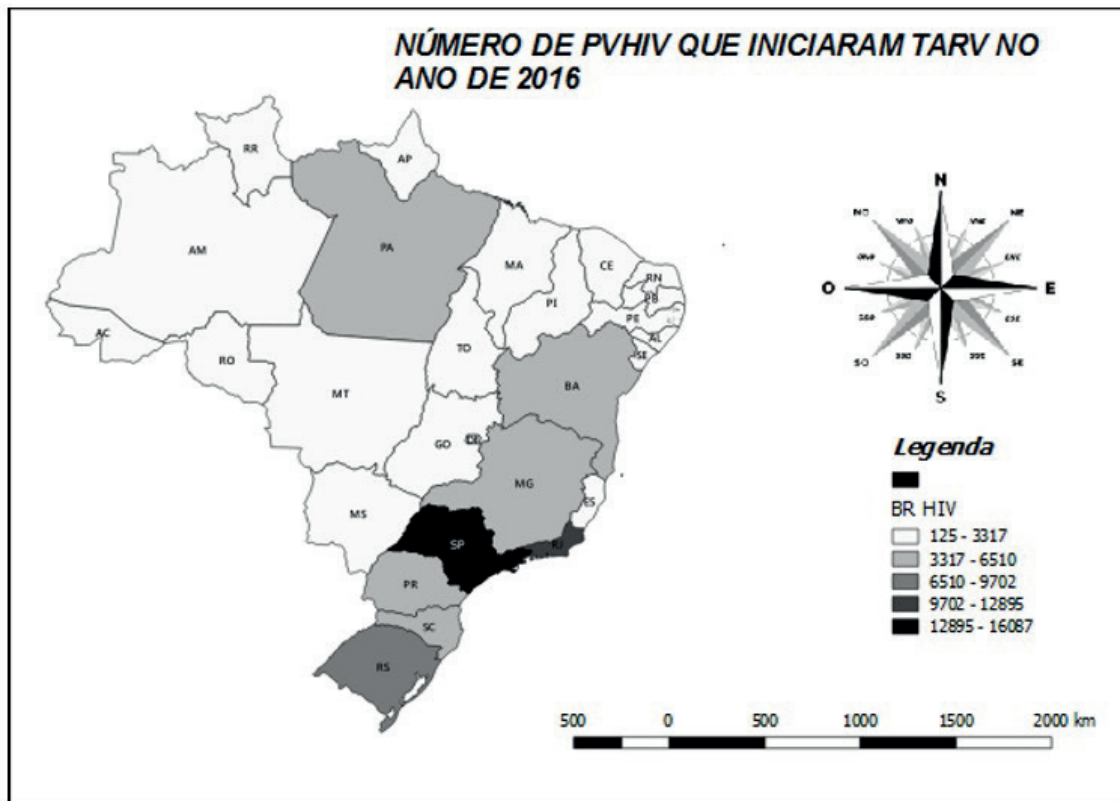 NÚMERO DE PVHIV QUE INICIARAM TARV NO
ANO DE 2016
RR
AP
AM
PA
MA
CE
RN
PB
PI
PE
AL
SE
AC
RO
TO
MT
BA
GO
DF
MG
ES
MS
SP
RJ
PR
SC
RS
N
NO
NE
O
E
SO
SE
S
Legenda
BR HIV
125 - 3317
3317 - 6510
6510 - 9702
9702 - 12895
12895 - 16087
500 0 500 1000 1500 2000 km